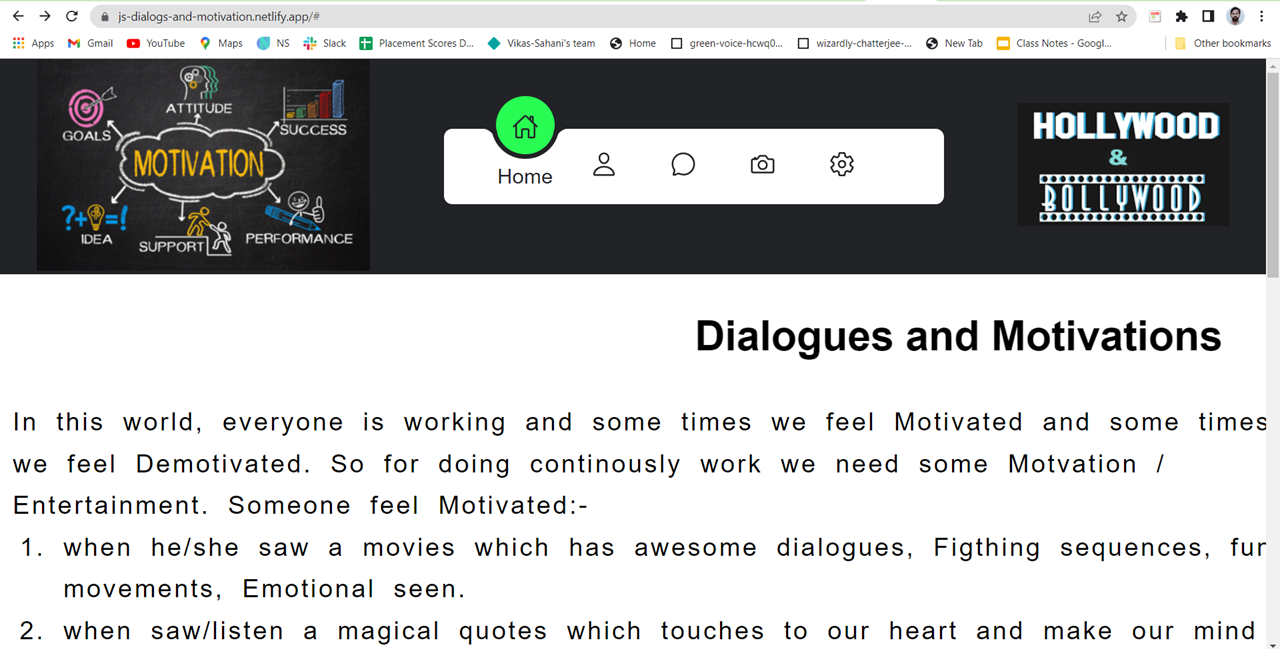 js-dialogs-and-motivation.netlify.app/#
Apps Gmail YouTube Maps NS Slack Placement Scores D... Vikas-Sahani's team Home green-voice-hcwq0... wizardly-chatterjee-... New Tab Class Notes - Googl... Other bookmarks
ATTITUDE
GOALS
SUCCESS
MOTIVATION
?+ =!
IDEA
SUPPORT
PERFORMANCE
Home
HOLLYWOOD
&
BOLLYWOOD
Dialogues and Motivations
In this world, everyone is working and some times we feel Motivated and some times
we feel Demotivated. So for doing continously work we need some Motvation /
Entertainment. Someone feel Motivated:-
1. when he/she saw a movies which has awesome dialogues, Figthing sequences,
movements, Emotional seen.
2. when saw/listen a magical quotes which touches to our heart and make our mind